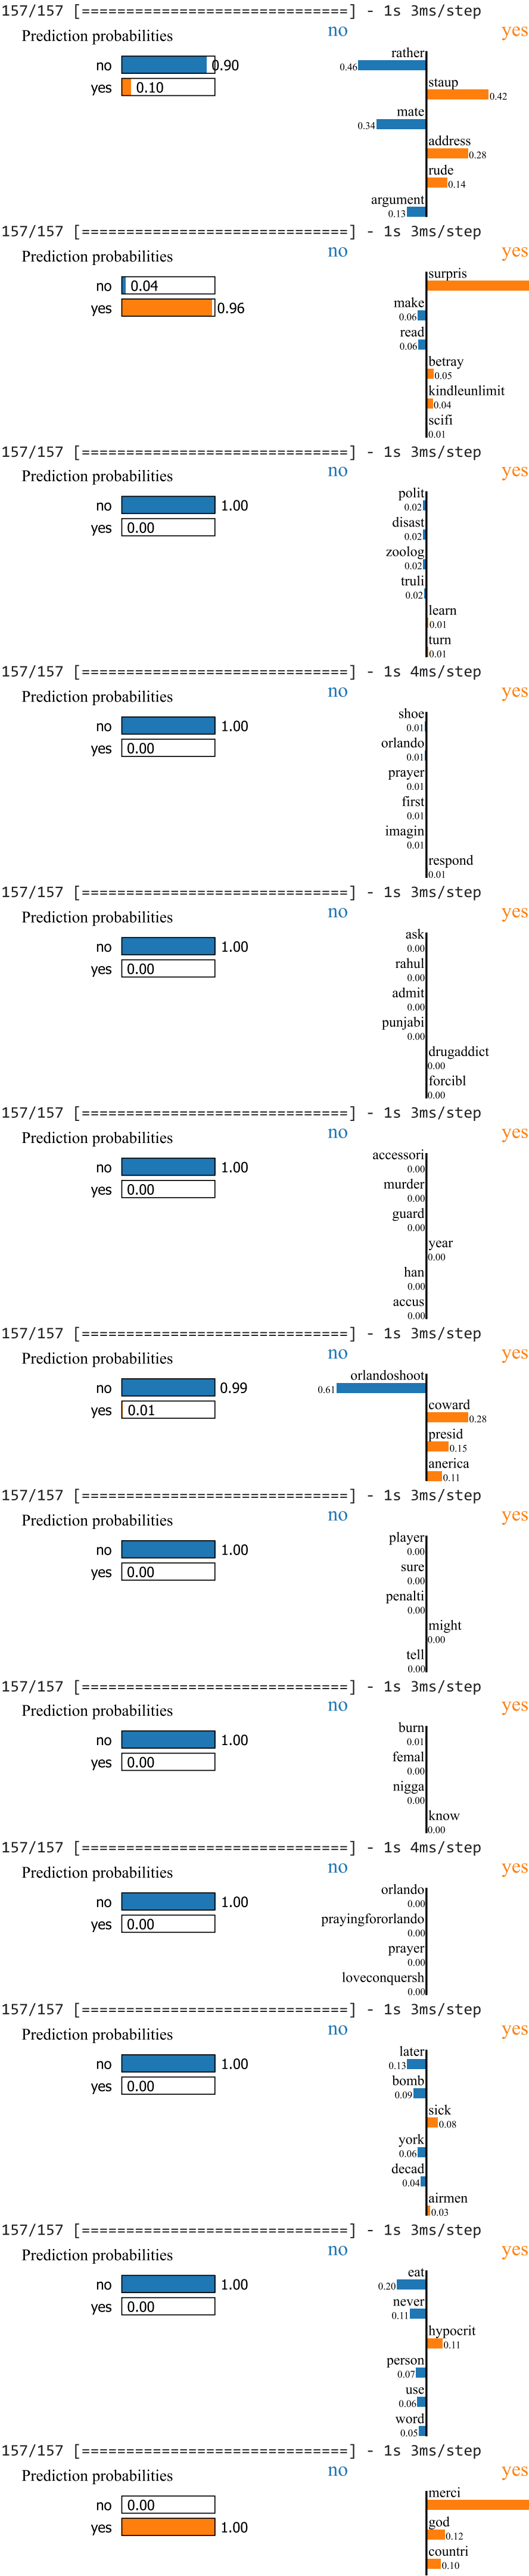 157/157 [==============================] - 1s 3ms/step
Prediction probabilities
no 0.90
yes 0.10
no yes
rather
0.46
staup
0.42
mate
0.34
address
0.28
rude
0.14
argument
0.13
157/157 [==============================] - 1s 3ms/step
Prediction probabilities
no 0.04
yes 0.96
no yes
surpris
make
0.06
read
0.06
betray
0.05
kindleunlimit
0.04
scifi
0.01
157/157 [==============================] - 1s 3ms/step
Prediction probabilities
no 1.00
yes 0.00
no yes
polit
0.02
disast
0.02
zoolog
0.02
truli
0.02
learn
0.01
turn
0.01
157/157 [==============================] - 1s 4ms/step
Prediction probabilities
no 1.00
yes 0.00
no yes
shoe
0.01
orlando
0.01
prayer
0.01
first
0.01
imagin
0.01
respond
0.01
157/157 [==============================] - 1s 3ms/step
Prediction probabilities
no 1.00
yes 0.00
no yes
ask
0.00
rahul
0.00
admit
0.00
punjabi
0.00
drugaddict
0.00
forcibl
0.00
157/157 [==============================] - 1s 3ms/step
Prediction probabilities
no 1.00
yes 0.00
no yes
accessori
0.00
murder
0.00
guard
0.00
year
0.00
han
0.00
accus
0.00
157/157 [==============================] - 1s 3ms/step
Prediction probabilities
no 0.99
yes 0.01
no yes
orlandoshoot
0.61
coward
0.28
presid
0.15
anerica
0.11
157/157 [==============================] - 1s 3ms/step
Prediction probabilities
no 1.00
yes 0.00
no yes
player
0.00
sure
0.00
penalti
0.00
might
0.00
tell
0.00
157/157 [==============================] - 1s 3ms/step
Prediction probabilities
no 1.00
yes 0.00
no yes
burn
0.01
femal
0.00
nigga
0.00
know
0.00
157/157 [==============================] - 1s 4ms/step
Prediction probabilities
no 1.00
yes 0.00
no yes
orlando
0.00
prayingfororlando
0.00
prayer
0.00
loveconquersh
0.00
157/157 [==============================] - 1s 3ms/step
Prediction probabilities
no 1.00
yes 0.00
no yes
later
0.13
bomb
0.09
sick
0.08
york
0.06
decad
0.04
airmen
0.03
157/157 [==============================] - 1s 3ms/step
Prediction probabilities
no 1.00
yes 0.00
no yes
eat
0.20
never
0.11
hypocrit
0.11
person
0.07
use
0.06
word
0.05
157/157 [==============================] - 1s 3ms/step
Prediction probabilities
no 0.00
yes 1.00
no yes
merci
god
0.12
countri
0.10